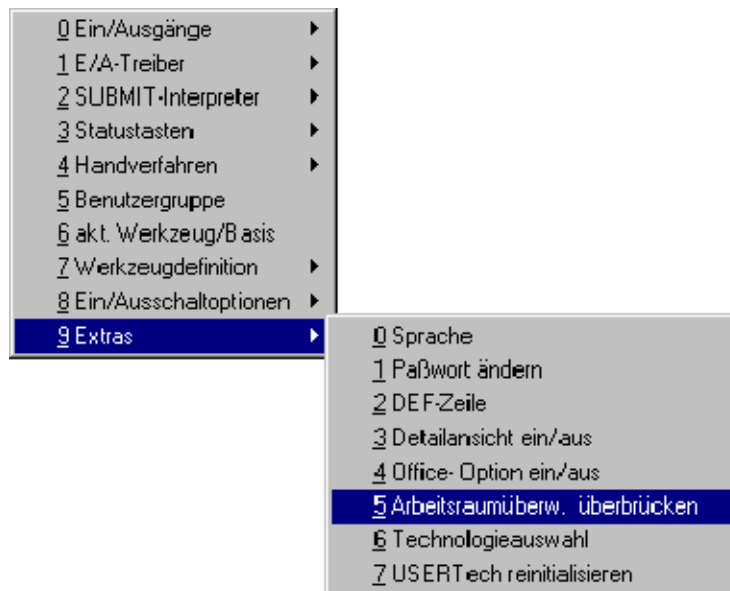 0 Ein/Ausgänge
1 E/A-Treiber
2 SUBMIT-Interpreter
3 Statustasten
4 Handverfahren
5 Benutzergruppe
6 akt. Werkzeug/Basis
7 Werkzeugdefinition
8 Ein/Ausschaltoptionen
9 Extras
0 Sprache
1 Paßwort ändern
2 DEF-Zeile
3 Detailansicht ein/aus
4 Office- Option ein/aus
5 Arbeitsraumüberw. überbrücken
6 Technologieauswahl
7 USERTech reinitialisieren